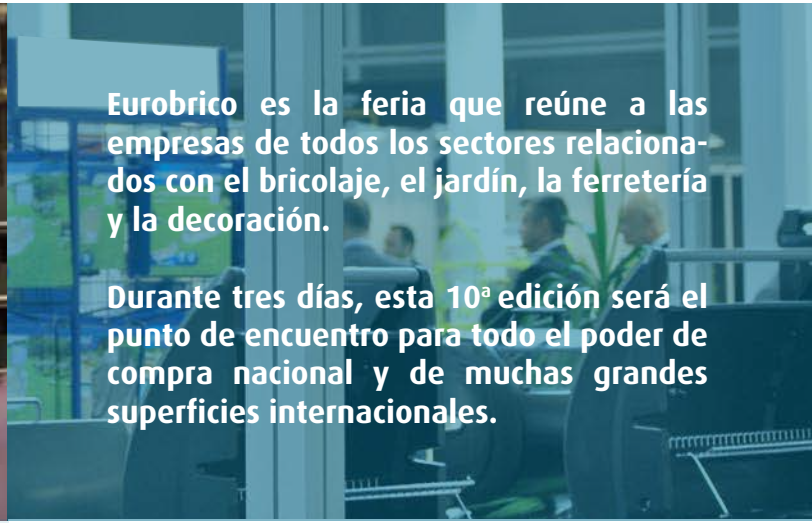 Eurobrico es la feria que reúne a las
empresas de todos los sectores relaciona-
dos con el bricolaje, el jardín, la ferretería
y la decoración.
Durante tres días, esta 10ª edición será el
punto de encuentro para todo el poder de
compra nacional y de muchas grandes
superficies internacionales.